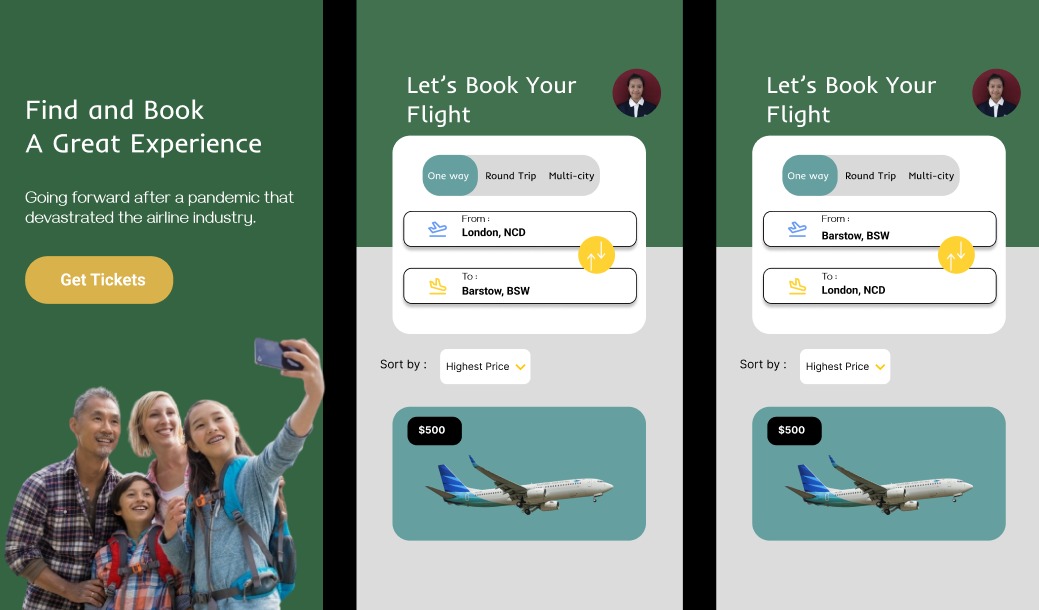 Find and Book
A Great Experience
Going forward after a pandemic that
devastrated the airline industry.
Get Tickets
Let's Book Your
Flight
One way Round Trip Multi-city
From :
London, NCD
To :
Barstow, BSW
Sort by : Highest Price
$500
Let's Book Your
Flight
One way Round Trip Multi-city
From :
Barstow, BSW
To :
London, NCD
Sort by : Highest Price
$500